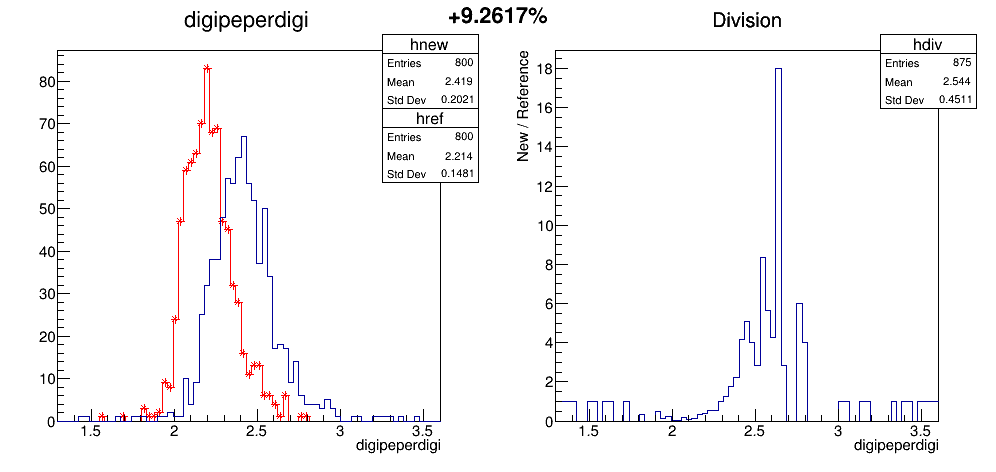 +9.2617%
digipeperdigi
hnew
Entries 800
Mean 2.419
Std Dev 0.2021
href
Entries 800
Mean 2.214
Std Dev 0.1481
80
70
60
50
40
30
20
10
0
1.5 2 2.5 3 3.5
digipeperdigi
Division
hdiv
Entries 875
Mean 2.544
Std Dev 0.4511
New / Reference
18
16
14
12
10
8
6
4
2
0
1.5 2 2.5 3 3.5
digipeperdigi